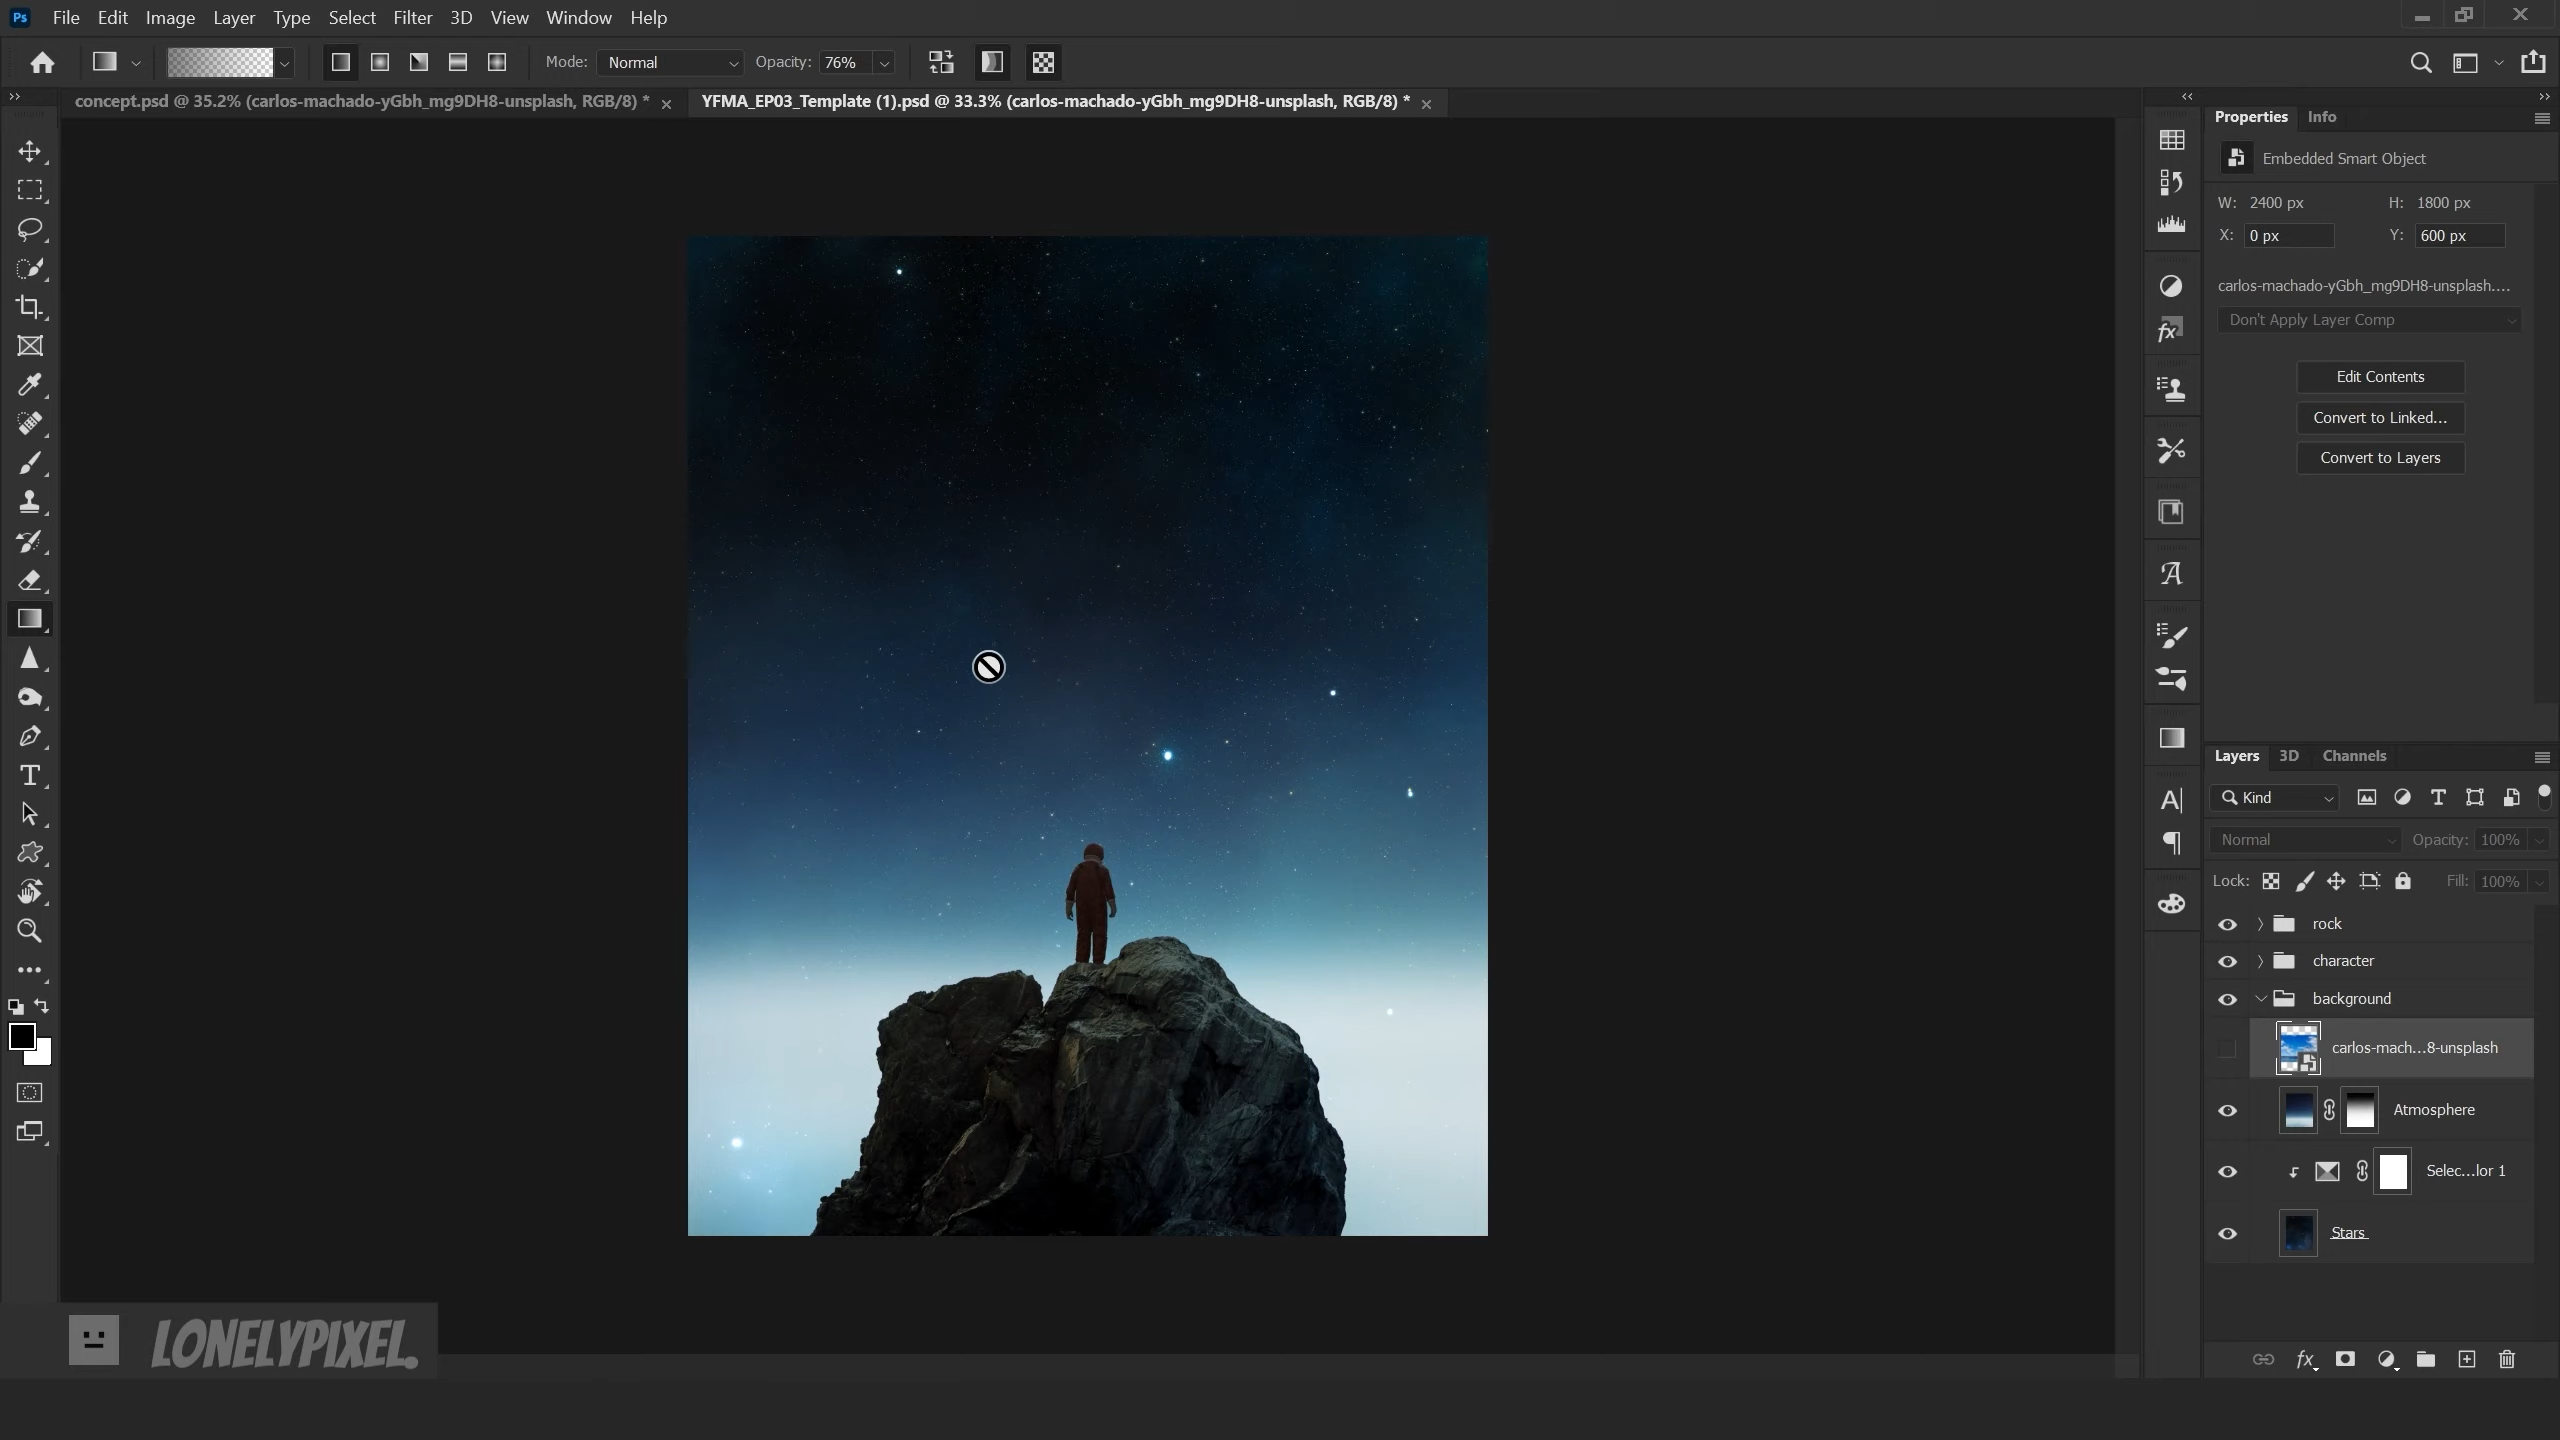 Ps File Edit Image Layer Type Select Filter 3D View Window Help
Mode: Normal Opacity: 76%
concept.psd @ 35.2% (carlos-machado-yGbh_mg9DH8-unsplash, RGB/8) *
YFMA_EP03_Template (1).psd @ 33.3% (carlos-machado-yGbh_mg9DH8-unsplash, RGB/8) *
Properties Info
Embedded Smart Object
W: 2400 px H: 1800 px
X: 0 px Y: 600 px
carlos-machado-yGbh_mg9DH8-unsplash....
Don't Apply Layer Comp
Edit Contents
Convert to Linked...
Convert to Layers
Layers 3D Channels
Kind
Normal Opacity: 100%
Lock: Fill: 100%
rock
character
background
carlos-mach...8-unsplash
Atmosphere
Selec...lor 1
Stars
LONELYPIXEL.